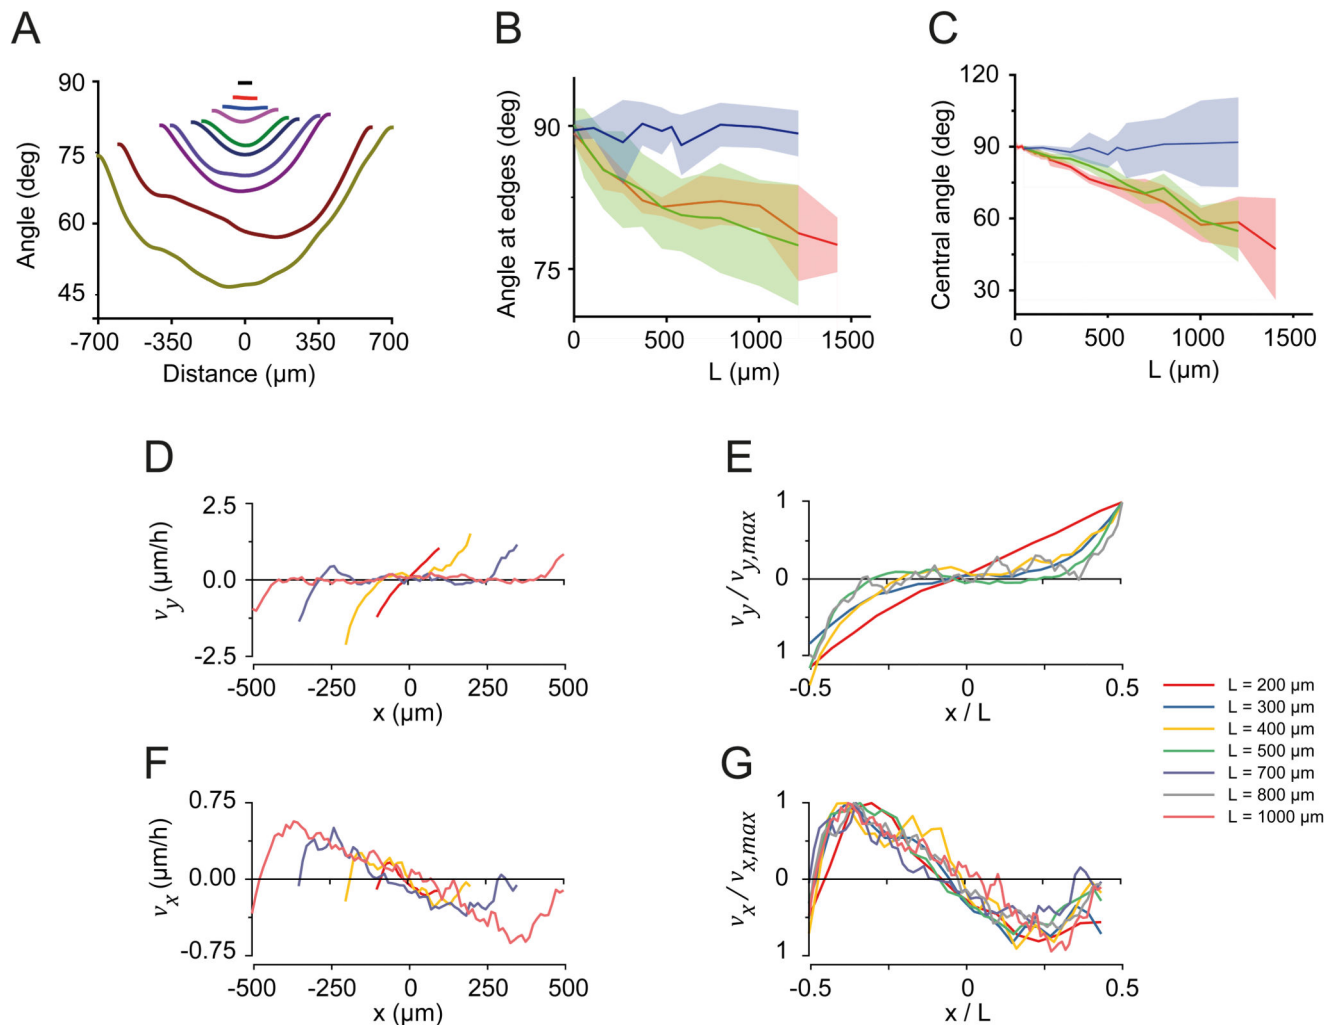 A
B
C
Angle (deg)
90
75
60
45
-700
-350
0
350
700
Distance (µm)
Angle at edges (deg)
90
75
0
500
1000
1500
L (µm)
Central angle (deg)
120
90
60
30
0
500
1000
1500
L (µm)
D
E
v_y (µm/h)
2.5
0.0
-2.5
-500
-250
0
250
500
x (µm)
v_y / v_y,max
1
0
1
-0.5
0
0.5
x / L
L = 200 µm
L = 300 µm
L = 400 µm
L = 500 µm
L = 700 µm
L = 800 µm
L = 1000 µm
F
G
v_x (µm/h)
0.75
0.00
-0.75
-500
-250
0
250
500
x (µm)
v_x / v_x,max
1
0
1
-0.5
0
0.5
x / L